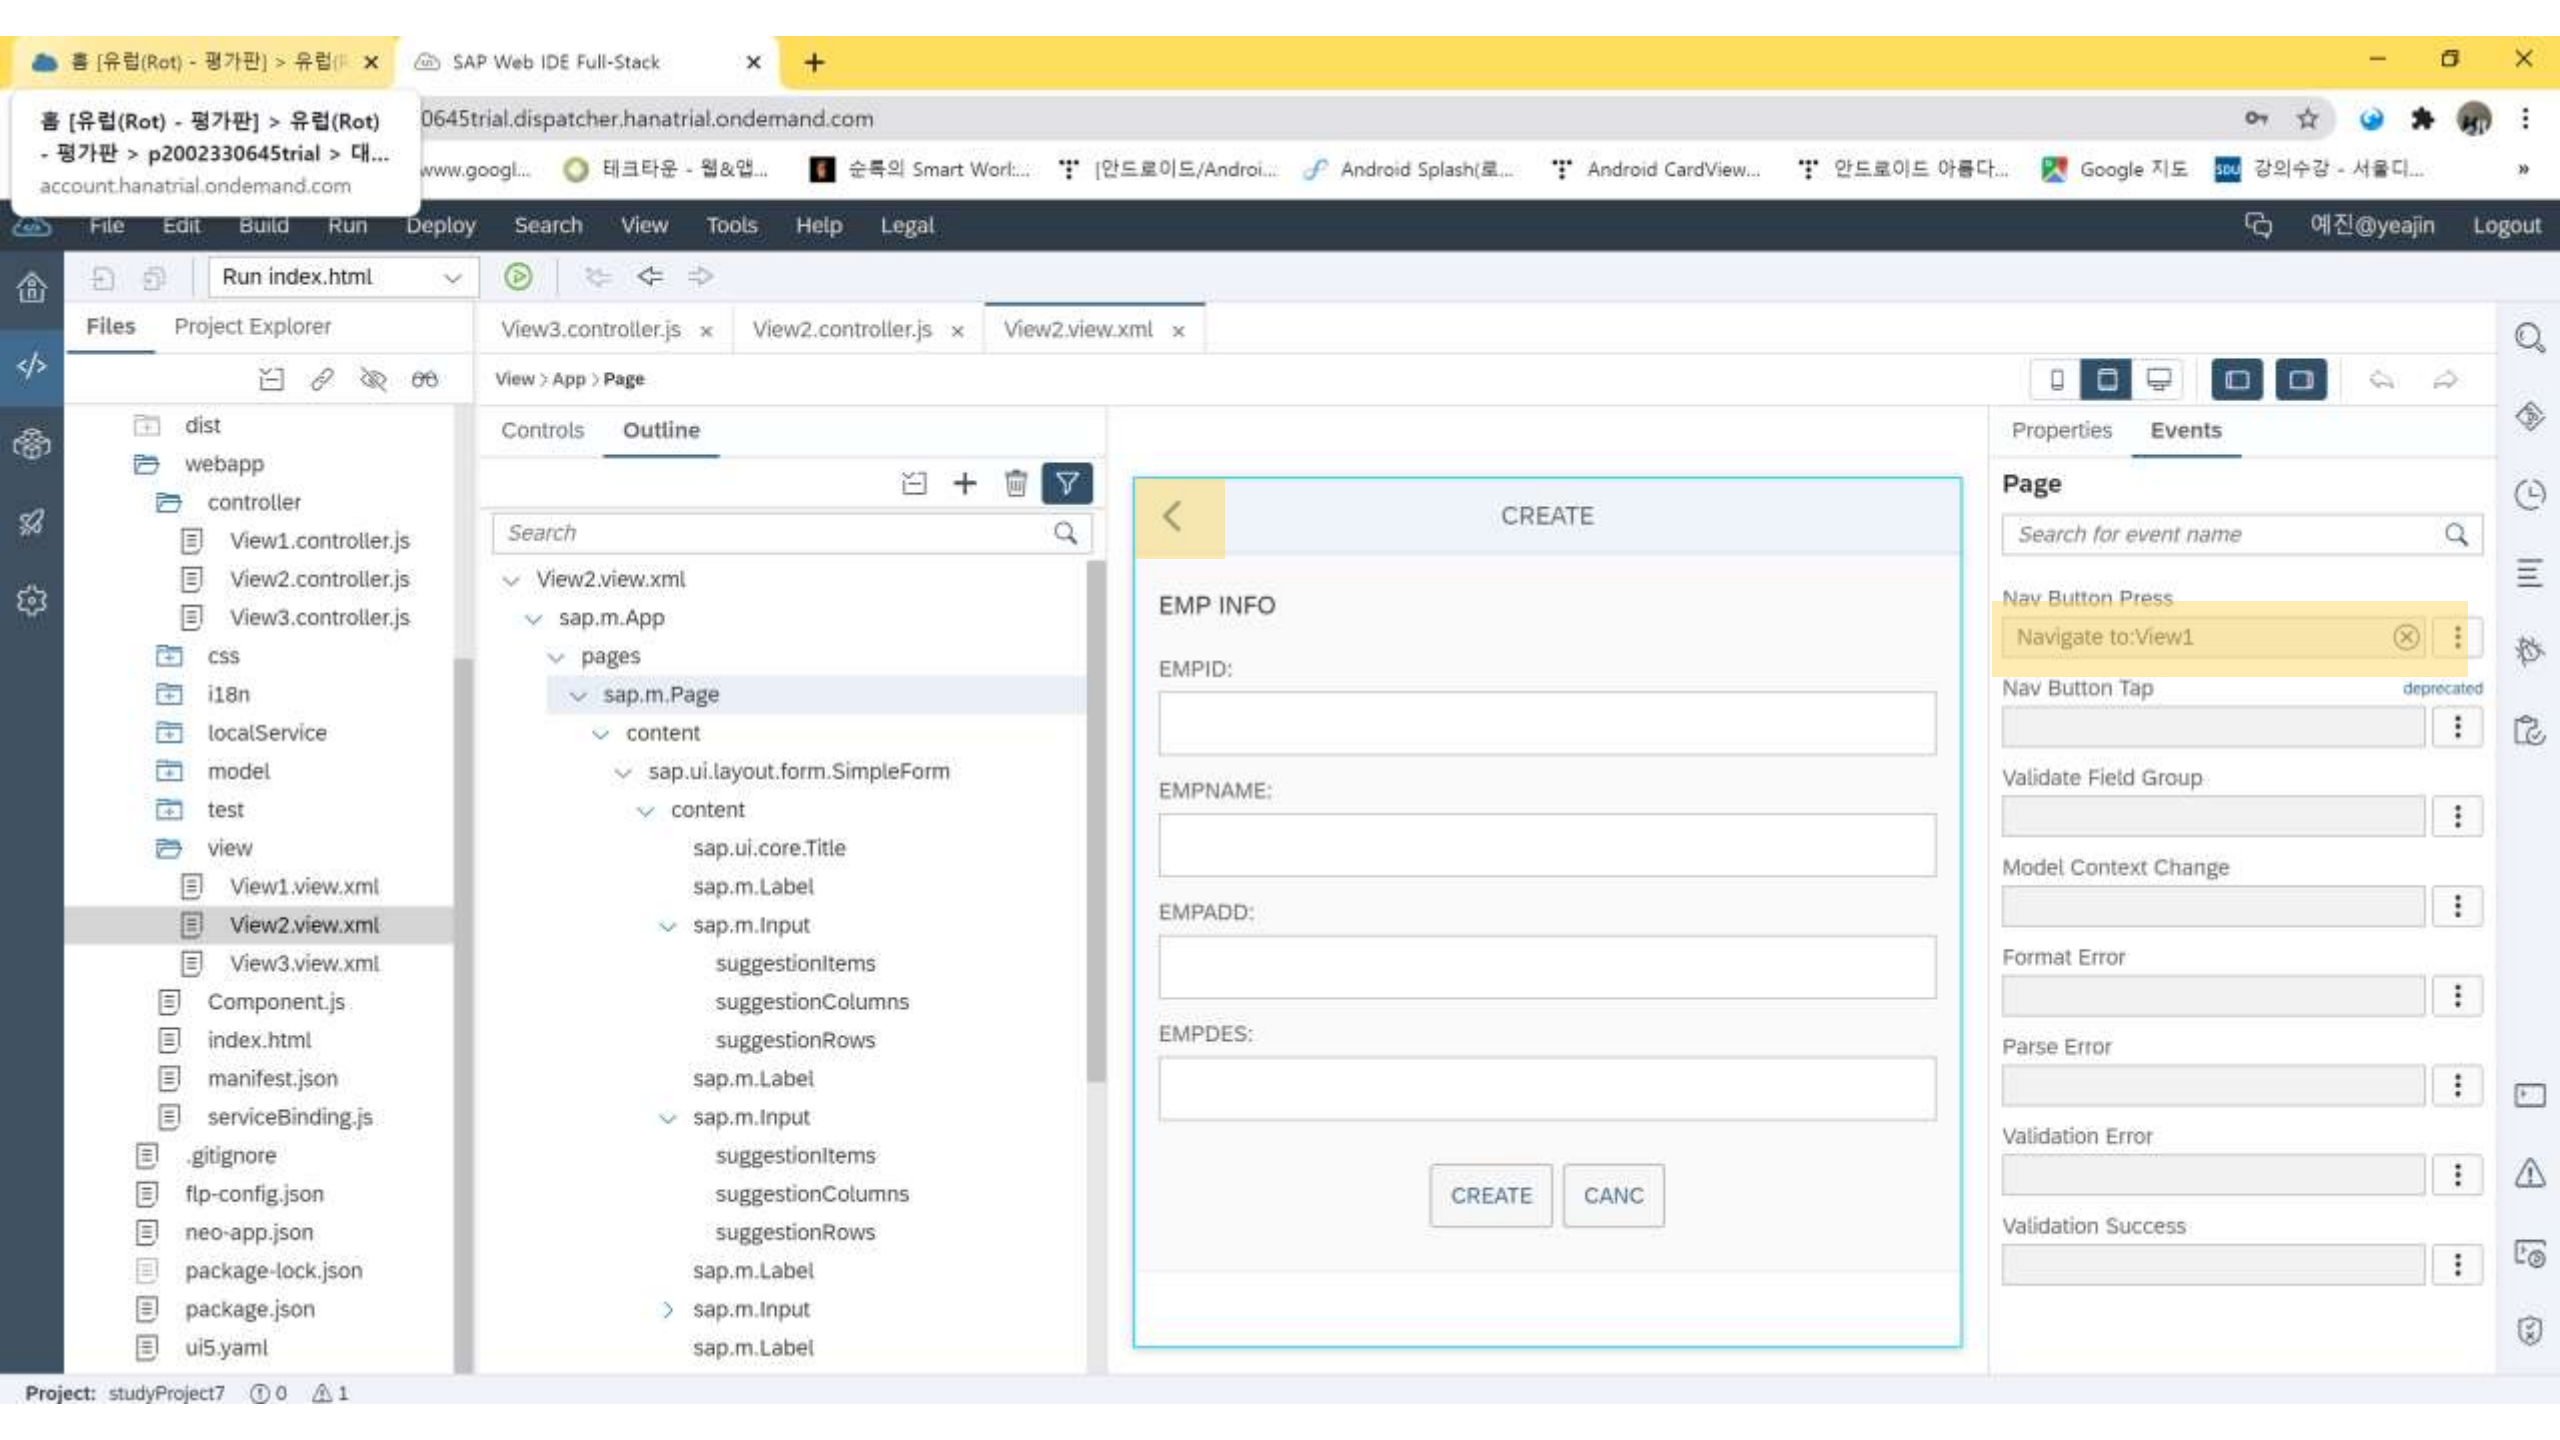 홈 [유럽(Rot) - 평가판] > 유럽(
SAP Web IDE Full-Stack
홈 [유럽(Rot) - 평가판] > 유럽(Rot)
- 평가판 > p2002330645trial > 대...
account.hanatrial.ondemand.com
0645trial.dispatcher.hanatrial.ondemand.com
www.googl...
테크타운 - 웹&앱...
순록의 Smart Worl:...
[안드로이드/Androi...
Android Splash(로...
Android CardView...
안드로이드 아름다...
Google 지도
SDU
강의수강 - 서울디...
»
File Edit Build Run Deploy Search View Tools Help Legal
예진@yeajin Logout
Run index.html
Files Project Explorer
View3.controller.js ×
View2.controller.js ×
View2.view.xml ×
View > App > Page
dist
webapp
controller
View1.controller.js
View2.controller.js
View3.controller.js
css
i18n
localService
model
test
view
View1.view.xml
View2.view.xml
View3.view.xml
Component.js
index.html
manifest.json
serviceBinding.js
.gitignore
flp-config.json
neo-app.json
package-lock.json
package.json
ui5.yaml
Controls Outline
Search
View2.view.xml
sap.m.App
pages
sap.m.Page
content
sap.ui.layout.form.SimpleForm
content
sap.ui.core.Title
sap.m.Label
sap.m.Input
suggestionItems
suggestionColumns
suggestionRows
sap.m.Label
sap.m.Input
suggestionItems
suggestionColumns
suggestionRows
sap.m.Label
sap.m.Input
sap.m.Label
CREATE
EMP INFO
EMPID:
EMPNAME:
EMPADD:
EMPDES:
CREATE CANC
Properties Events
Page
Search for event name
Nav Button Press
Navigate to:View1
Nav Button Tap deprecated
Validate Field Group
Model Context Change
Format Error
Parse Error
Validation Error
Validation Success
Project: studyProject7 0 1